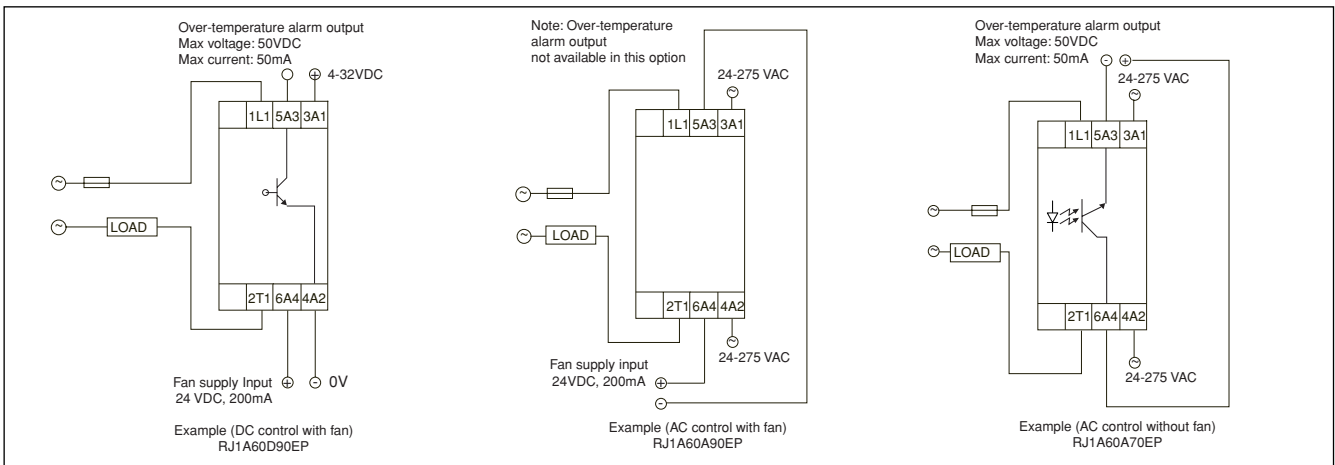 Over-temperature alarm output
Max voltage: 50VDC
Max current: 50mA
4-32VDC
1L1 5A3 3A1
LOAD
2T1 6A4 4A2
Fan supply Input
24 VDC, 200mA
0V
Example (DC control with fan)
RJ1A60D90EP
Note: Over-temperature
alarm output
not available in this option
24-275 VAC
1L1 5A3 3A1
LOAD
2T1 6A4 4A2
24-275 VAC
Fan supply input
24VDC, 200mA
Example (AC control with fan)
RJ1A60A90EP
Over-temperature alarm output
Max voltage: 50VDC
Max current: 50mA
24-275 VAC
1L1 5A3 3A1
LOAD
2T1 6A4 4A2
24-275 VAC
Example (AC control without fan)
RJ1A60A70EP